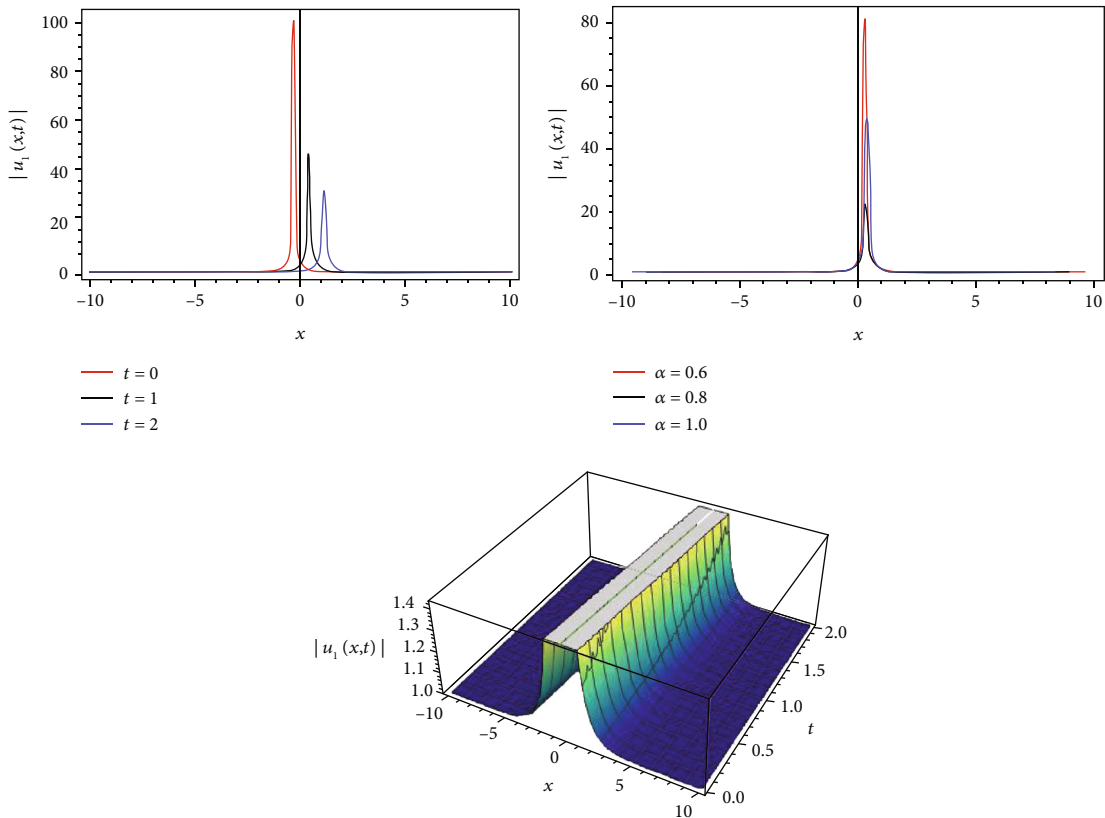 100
80
60
40
20
0
| u₁ (x,t) |
–10
–5
0
5
10
x
t = 0
t = 1
t = 2
80
60
40
20
0
| u₁ (x,t) |
–10
–5
0
5
10
x
α = 0.6
α = 0.8
α = 1.0
1.4
1.3
1.2
1.1
1.0
| u₁ (x,t) |
–10
–5
0
5
10
x
0.0
0.5
1.0
1.5
2.0
t